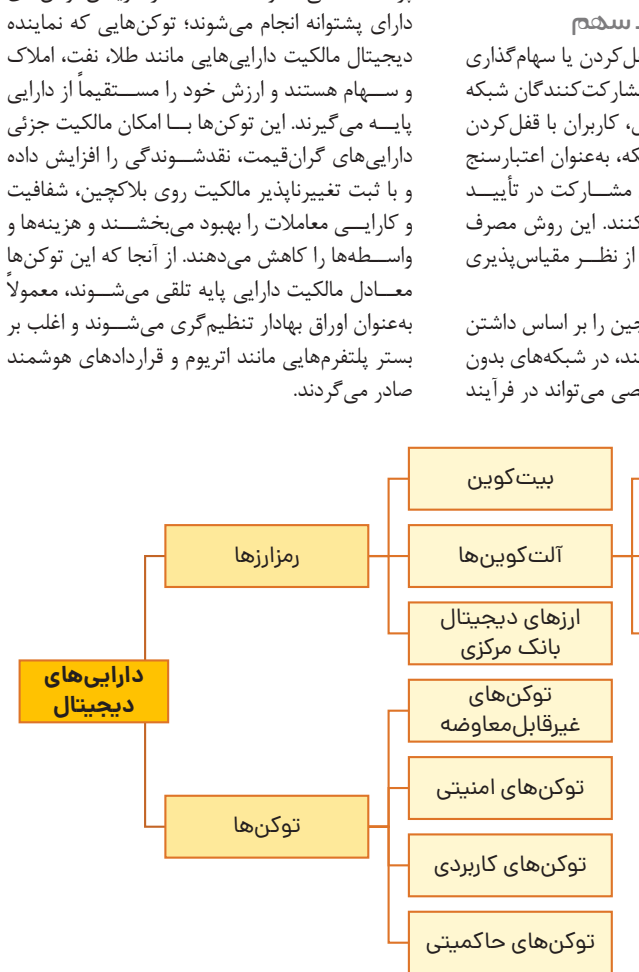 سهم
کردن یا سهام‌گذاری
مشارکت‌کنندگان شبکه
کاربران با قفل‌کردن
به‌عنوان اعتبارسنج
مشارکت در تأیید
کنند. این روش مصرف
از نظر مقیاس‌پذیری
را بر اساس داشتن
در شبکه‌های بدون
می‌تواند در فرآیند
دارای پشتوانه انجام می‌شوند؛ توکن‌هایی که نماینده
دیجیتال مالکیت دارایی‌هایی مانند طلا، نفت، املاک
و سهام هستند و ارزش خود را مستقیماً از دارایی
پایه می‌گیرند. این توکن‌ها با امکان مالکیت جزئی
دارایی‌های گران‌قیمت، نقدشوندگی را افزایش داده
و با ثبت تغییرناپذیر مالکیت روی بلاکچین، شفافیت
و کارایی معاملات را بهبود می‌بخشند و هزینه‌ها و
واسطه‌ها را کاهش می‌دهند. از آنجا که این توکن‌ها
معادل مالکیت دارایی پایه تلقی می‌شوند، معمولاً
به‌عنوان اوراق بهادار تنظیم‌گری می‌شوند و اغلب بر
بستر پلتفرم‌هایی مانند اتریوم و قراردادهای هوشمند
صادر می‌گردند.
بیت‌کوین
آلت‌کوین‌ها
ارزهای دیجیتال
بانک مرکزی
رمزارزها
دارایی‌های
دیجیتال
توکن‌های
غیرقابل‌معاوضه
توکن‌های امنیتی
توکن‌ها
توکن‌های کاربردی
توکن‌های حاکمیتی